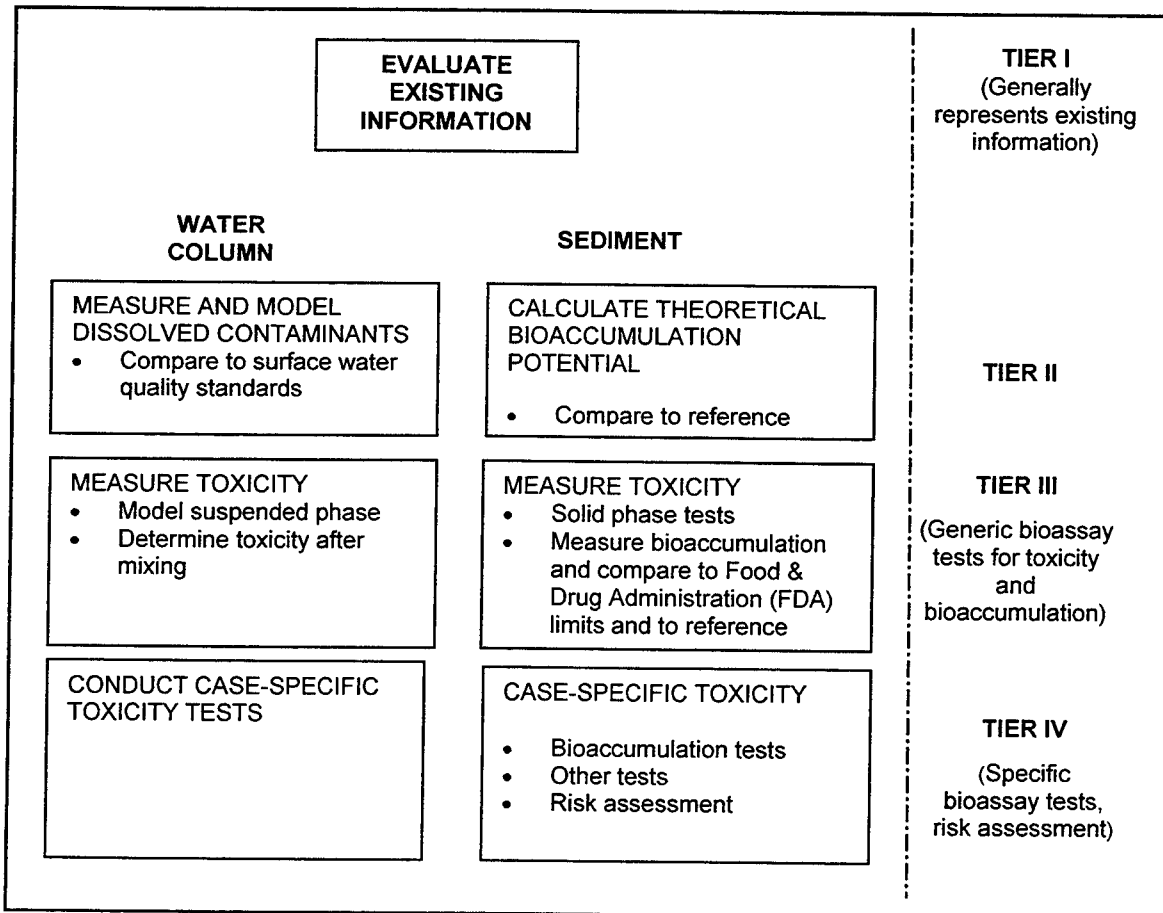 EVALUATE
EXISTING
INFORMATION
TIER I
(Generally
represents existing
information)
WATER
COLUMN
SEDIMENT
MEASURE AND MODEL
DISSOLVED CONTAMINANTS
• Compare to surface water
quality standards
CALCULATE THEORETICAL
BIOACCUMULATION
POTENTIAL
• Compare to reference
TIER II
MEASURE TOXICITY
• Model suspended phase
• Determine toxicity after
mixing
MEASURE TOXICITY
• Solid phase tests
• Measure bioaccumulation
and compare to Food &
Drug Administration (FDA)
limits and to reference
TIER III
(Generic bioassay
tests for toxicity
and
bioaccumulation)
CONDUCT CASE-SPECIFIC
TOXICITY TESTS
CASE-SPECIFIC TOXICITY
• Bioaccumulation tests
• Other tests
• Risk assessment
TIER IV
(Specific
bioassay tests,
risk assessment)